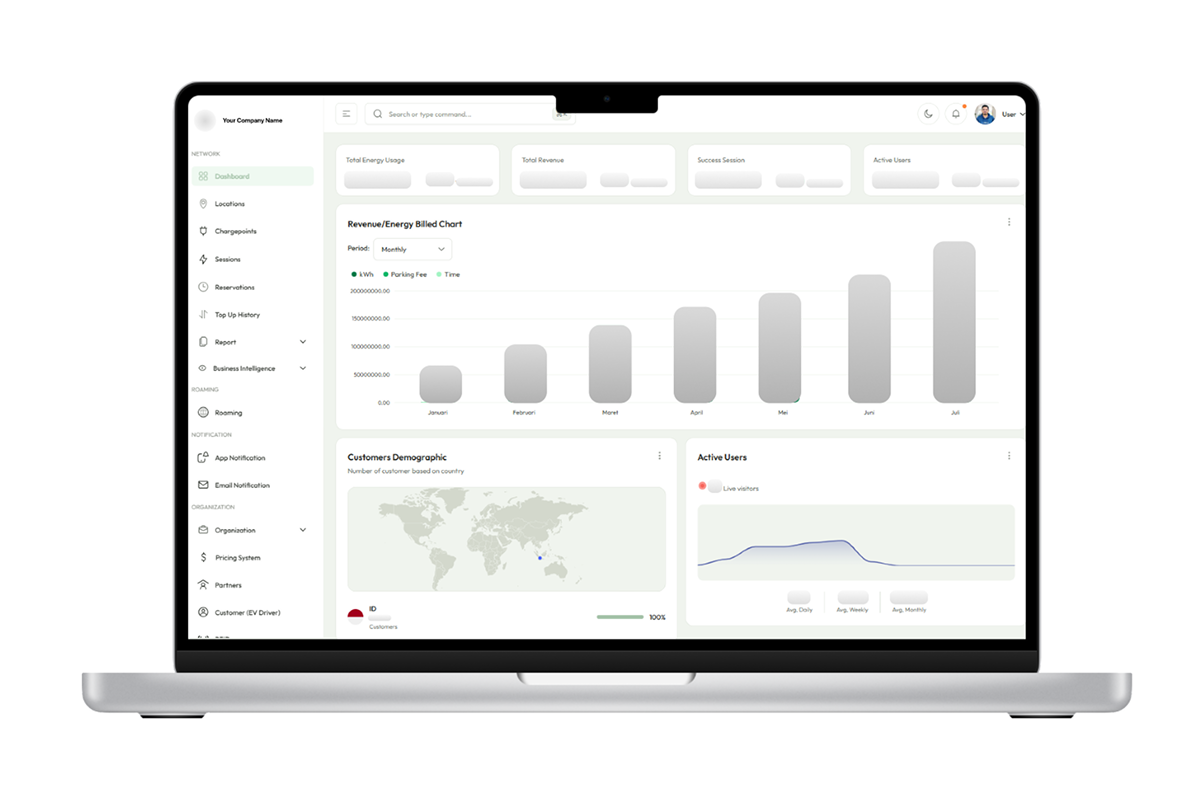 Your Company Name
NETWORK
Dashboard
Locations
Chargepoints
Sessions
Reservations
Top Up History
Report
Business Intelligence
ROAMING
Roaming
NOTIFICATION
App Notification
Email Notification
ORGANIZATION
Organization
Pricing System
Partners
Customer (EV Driver)
Search or type command...
User
Total Energy Usage
Total Revenue
Success Session
Active Users
Revenue/Energy Billed Chart
Period:
Monthly
kWh Parking Fee Time
200000000.00
150000000.00
100000000.00
50000000.00
0.00
Januari Februari Maret April Mei Juni Juli
Customers Demographic
Number of customer based on country
ID
Customers
100%
Active Users
Live visitors
Avg. Daily
Avg. Weekly
Avg. Monthly